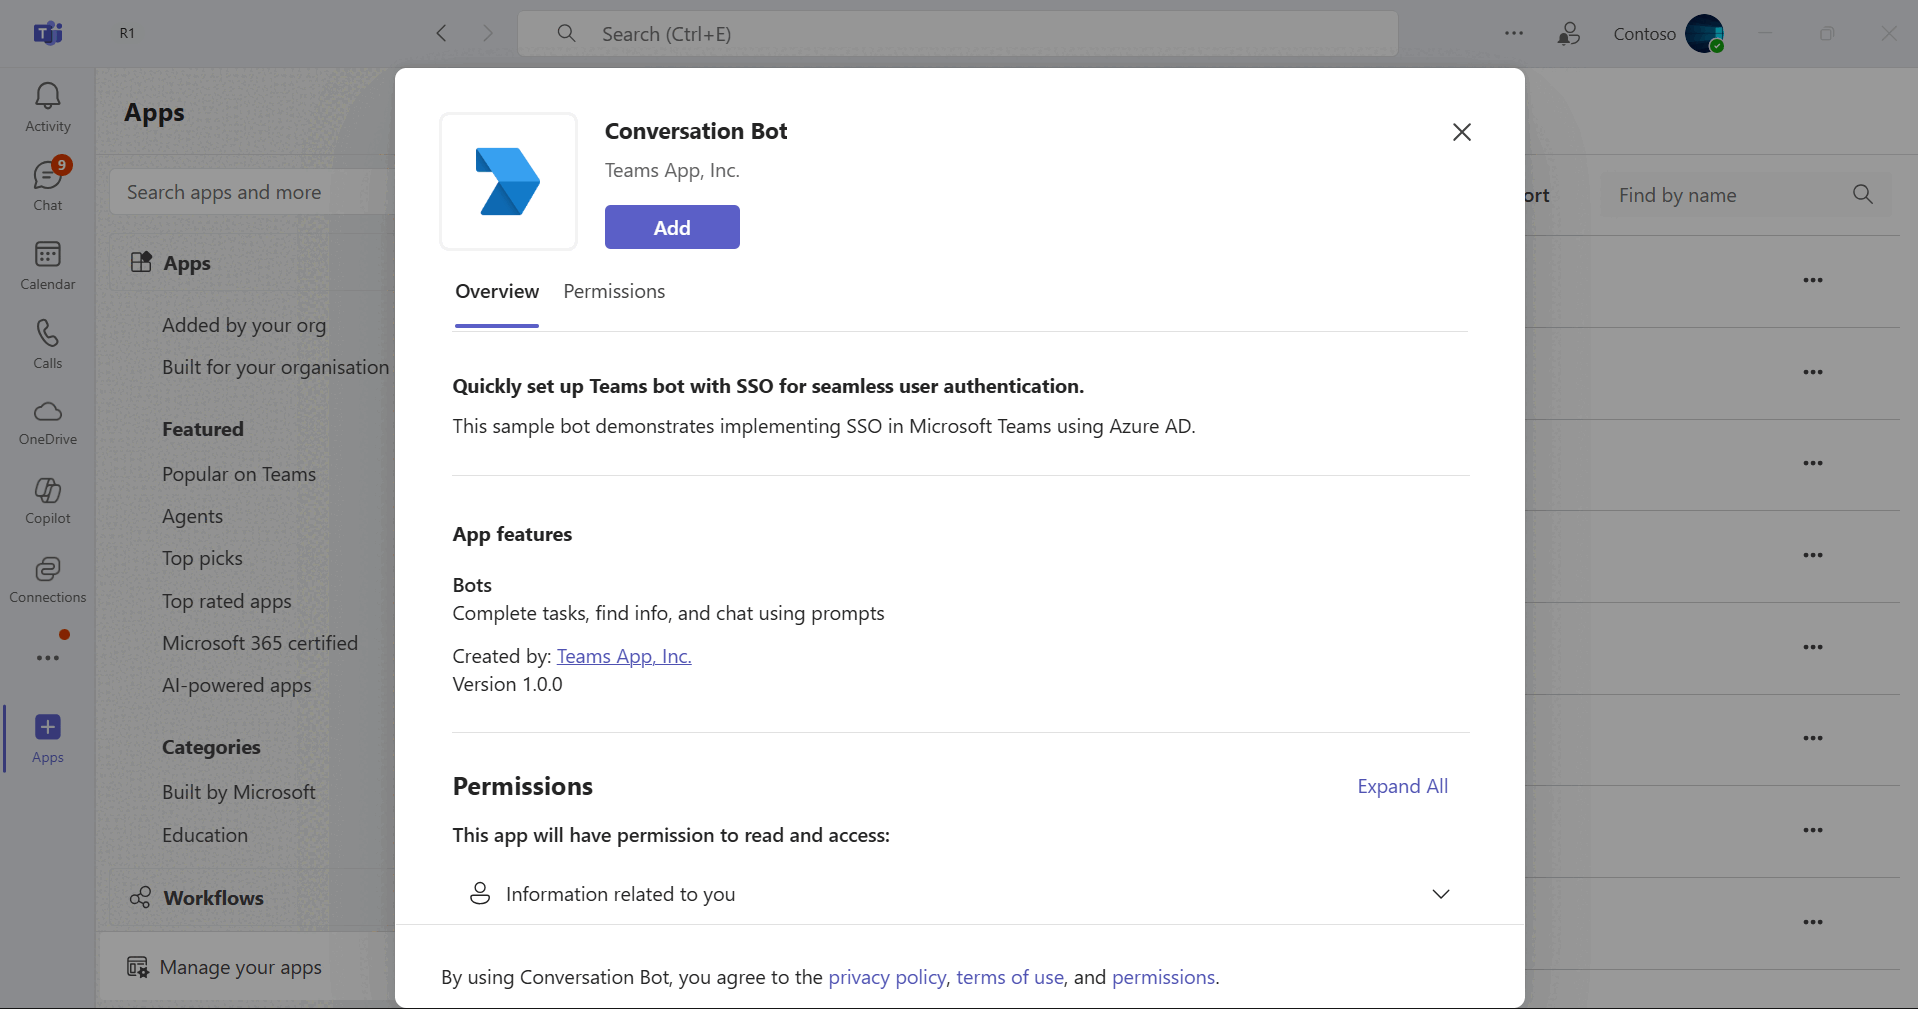 R1
Search (Ctrl+E)
Contoso
Activity
9
Chat
Calendar
Calls
OneDrive
Copilot
Connections
Apps
Apps
Search apps and more
Apps
Added by your org
Built for your organisation
Featured
Popular on Teams
Agents
Top picks
Top rated apps
Microsoft 365 certified
AI-powered apps
Categories
Built by Microsoft
Education
Workflows
Manage your apps
Conversation Bot
Teams App, Inc.
Add
Overview Permissions
Quickly set up Teams bot with SSO for seamless user authentication.
This sample bot demonstrates implementing SSO in Microsoft Teams using Azure AD.
App features
Bots
Complete tasks, find info, and chat using prompts
Created by: Teams App, Inc.
Version 1.0.0
Permissions
Expand All
This app will have permission to read and access:
Information related to you
By using Conversation Bot, you agree to the privacy policy, terms of use, and permissions.
Find by name